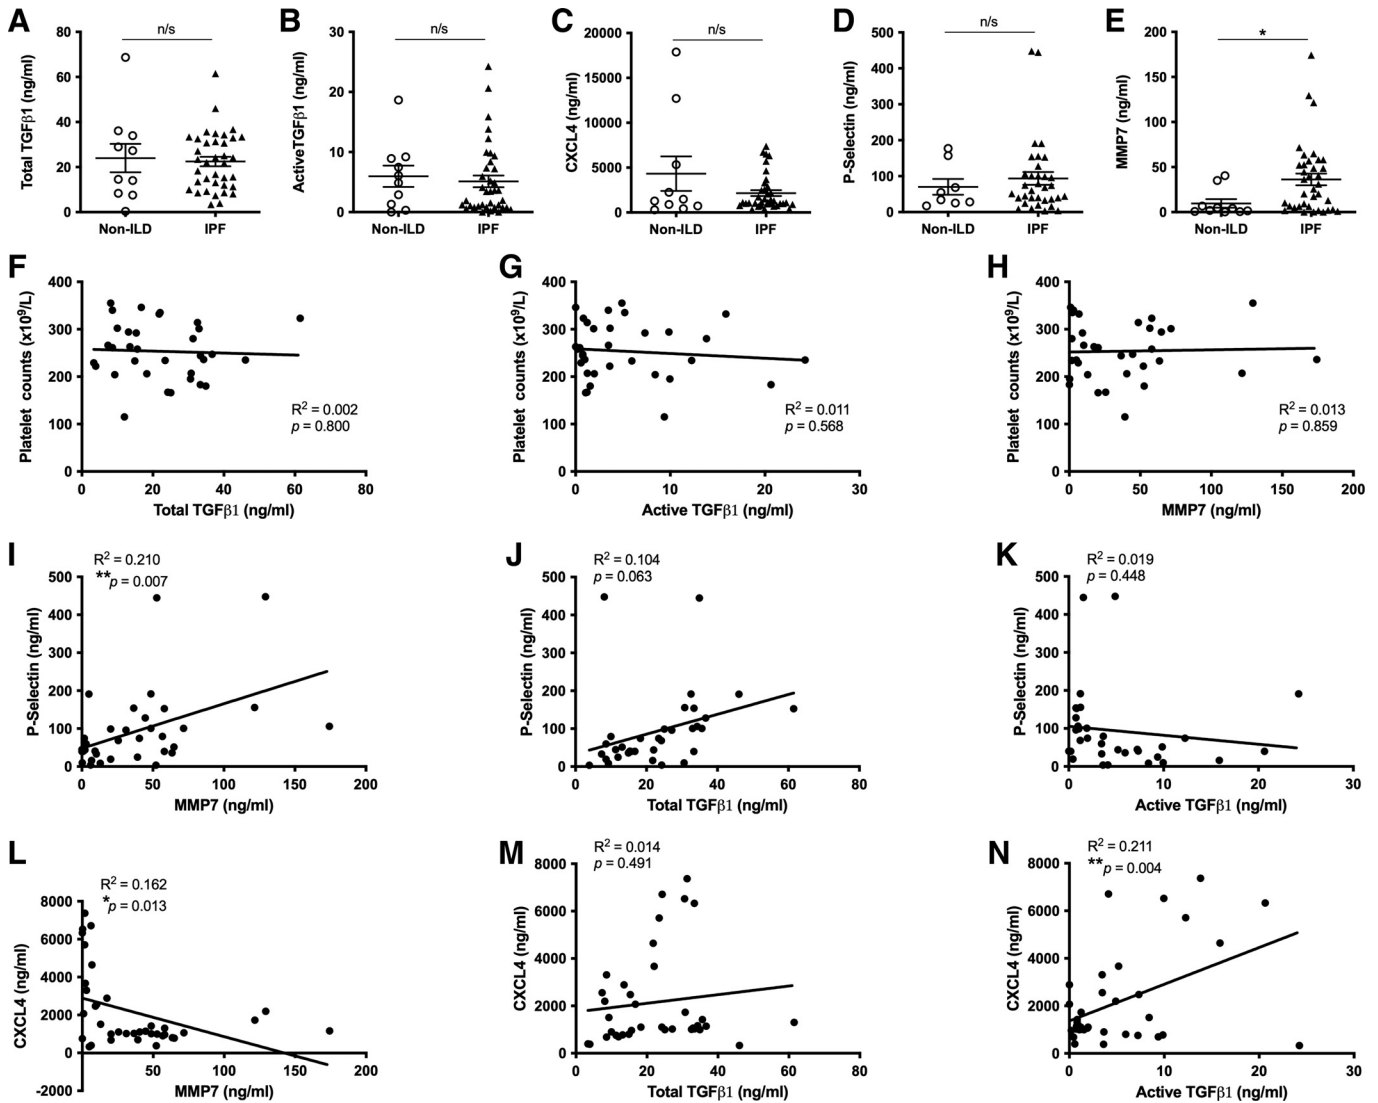 A
n/s
Total TGFβ1 (ng/ml)
80
60
40
20
0
Non-ILD
IPF
B
n/s
ActiveTGFβ1 (ng/ml)
30
20
10
0
Non-ILD
IPF
C
n/s
CXCL4 (ng/ml)
20000
15000
10000
5000
0
Non-ILD
IPF
D
n/s
P-Selectin (ng/ml)
500
400
300
200
100
0
Non-ILD
IPF
E
*
MMP7 (ng/ml)
200
150
100
50
0
Non-ILD
IPF
F
Platelet counts (x10⁹/L)
400
300
200
100
0
R² = 0.002
p = 0.800
0 20 40 60 80
Total TGFβ1 (ng/ml)
G
Platelet counts (x10⁹/L)
400
300
200
100
0
R² = 0.011
p = 0.568
0 10 20 30
Active TGFβ1 (ng/ml)
H
Platelet counts (x10⁹/L)
400
300
200
100
0
R² = 0.013
p = 0.859
0 50 100 150 200
MMP7 (ng/ml)
I
R² = 0.210
**p = 0.007
P-Selectin (ng/ml)
500
400
300
200
100
0
0 50 100 150 200
MMP7 (ng/ml)
J
R² = 0.104
p = 0.063
P-Selectin (ng/ml)
500
400
300
200
100
0
0 20 40 60 80
Total TGFβ1 (ng/ml)
K
R² = 0.019
p = 0.448
P-Selectin (ng/ml)
500
400
300
200
100
0
0 10 20 30
Active TGFβ1 (ng/ml)
L
R² = 0.162
*p = 0.013
CXCL4 (ng/ml)
8000
6000
4000
2000
0
-2000
50 100 150 200
MMP7 (ng/ml)
M
R² = 0.014
p = 0.491
CXCL4 (ng/ml)
8000
6000
4000
2000
0
0 20 40 60 80
Total TGFβ1 (ng/ml)
N
R² = 0.211
**p = 0.004
CXCL4 (ng/ml)
8000
6000
4000
2000
0
0 10 20 30
Active TGFβ1 (ng/ml)